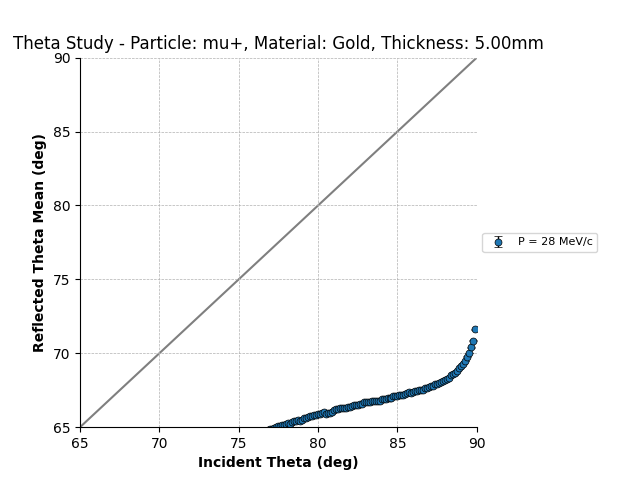 Theta Study - Particle: mu+, Material: Gold, Thickness: 5.00mm
90
85
80
75
70
65
Reflected Theta Mean (deg)
P = 28 MeV/c
65 70 75 80 85 90
Incident Theta (deg)